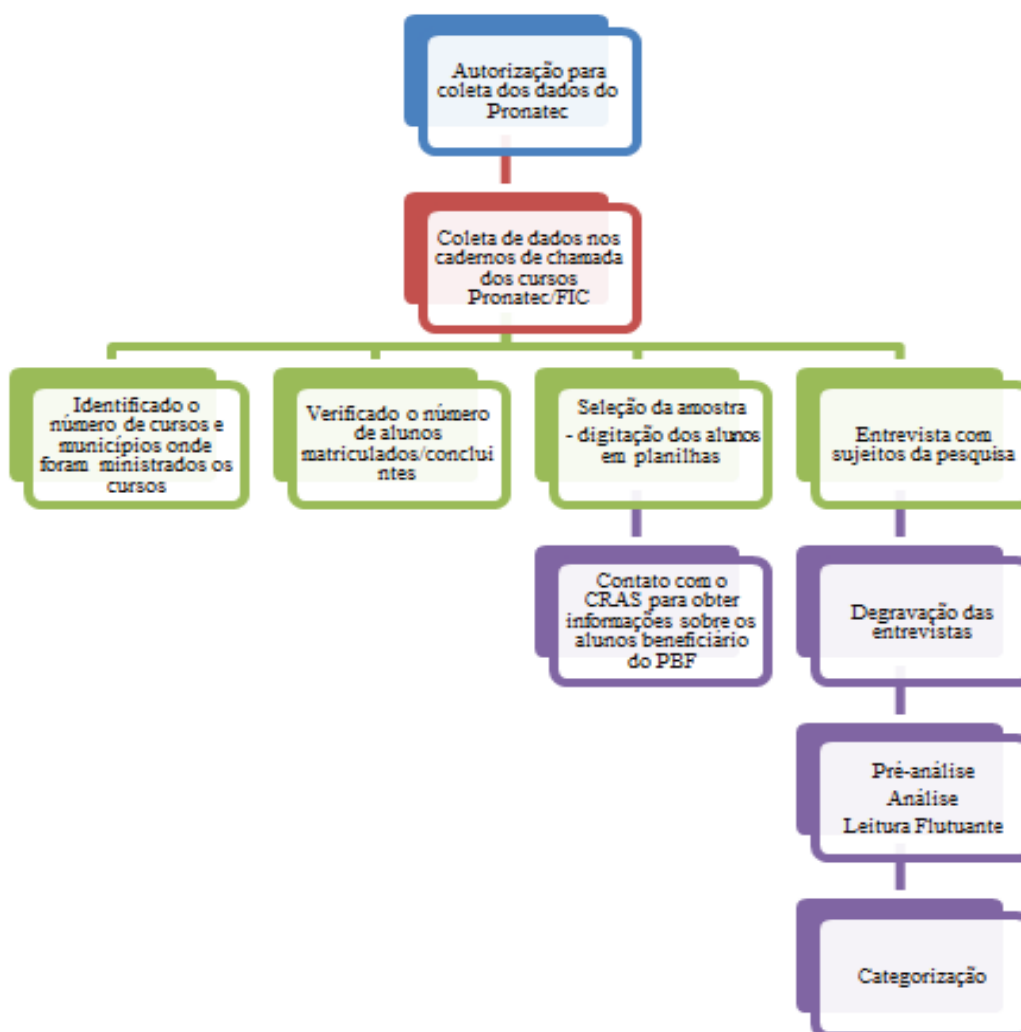 Autorização para
coleta dos dados do
Pronatec
Coleta de dados nos
cadernos de chamada
dos cursos
Pronatec/FIC
Identificado o
número de cursos e
municípios onde
foram ministrados os
cursos
Verificado o número
de alunos
matriculados/conclui
ntes
Seleção da amostra
- digitação dos alunos
em planilhas
Entrevista com
sujeitos da pesquisa
Contato com o
CRAS para obter
informações sobre os
alunos beneficiário
do PBF
Degravação das
entrevistas
Pré-análise
Análise
Leitura Flutuante
Categorização